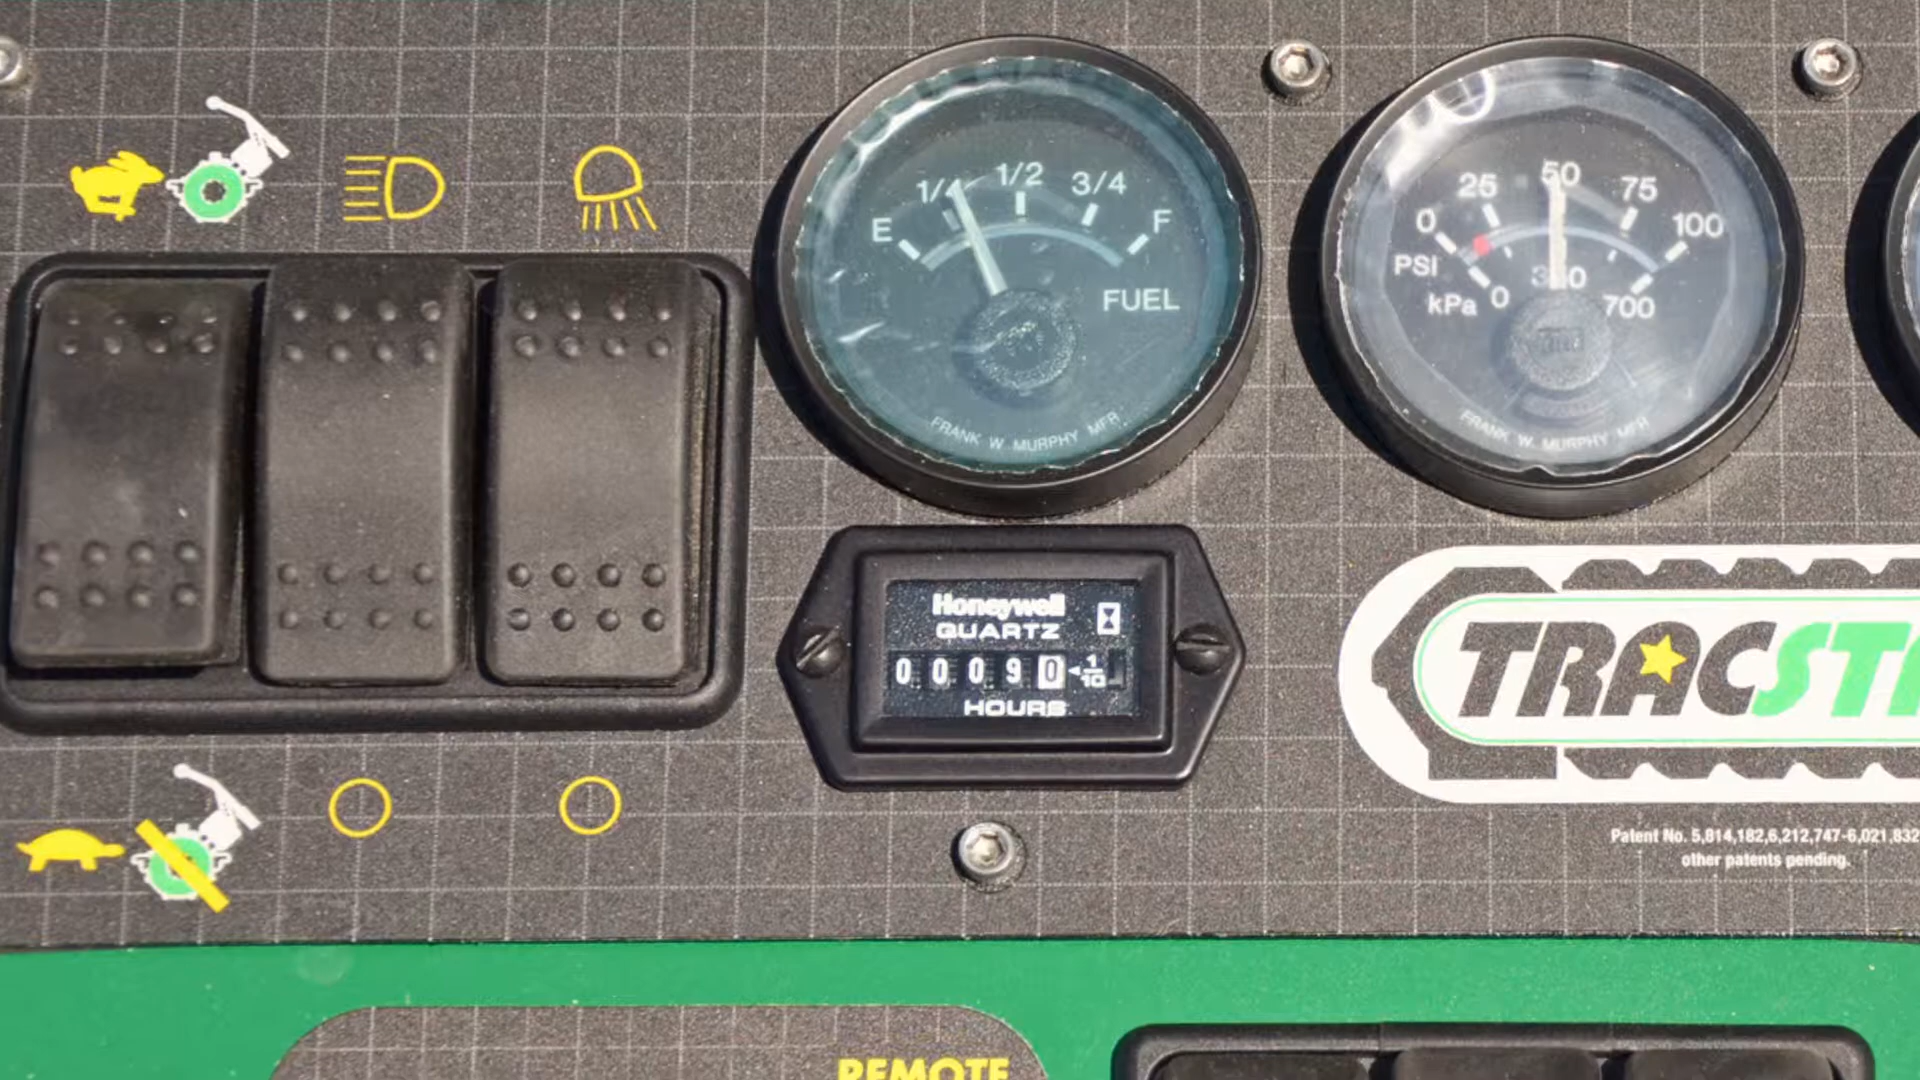 E 1/4 1/2 3/4 F
FUEL
FRANK W. MURPHY MFR
0 25 50 75 100
PSI
kPa 0 350 700
FRANK W. MURPHY MFR
Honeywell
QUARTZ
0 0 0 9 0 1/10
HOURS
TRACST
Patent No. 5,814,182,6,212,747-6,021,832
other patents pending.
REMOTE